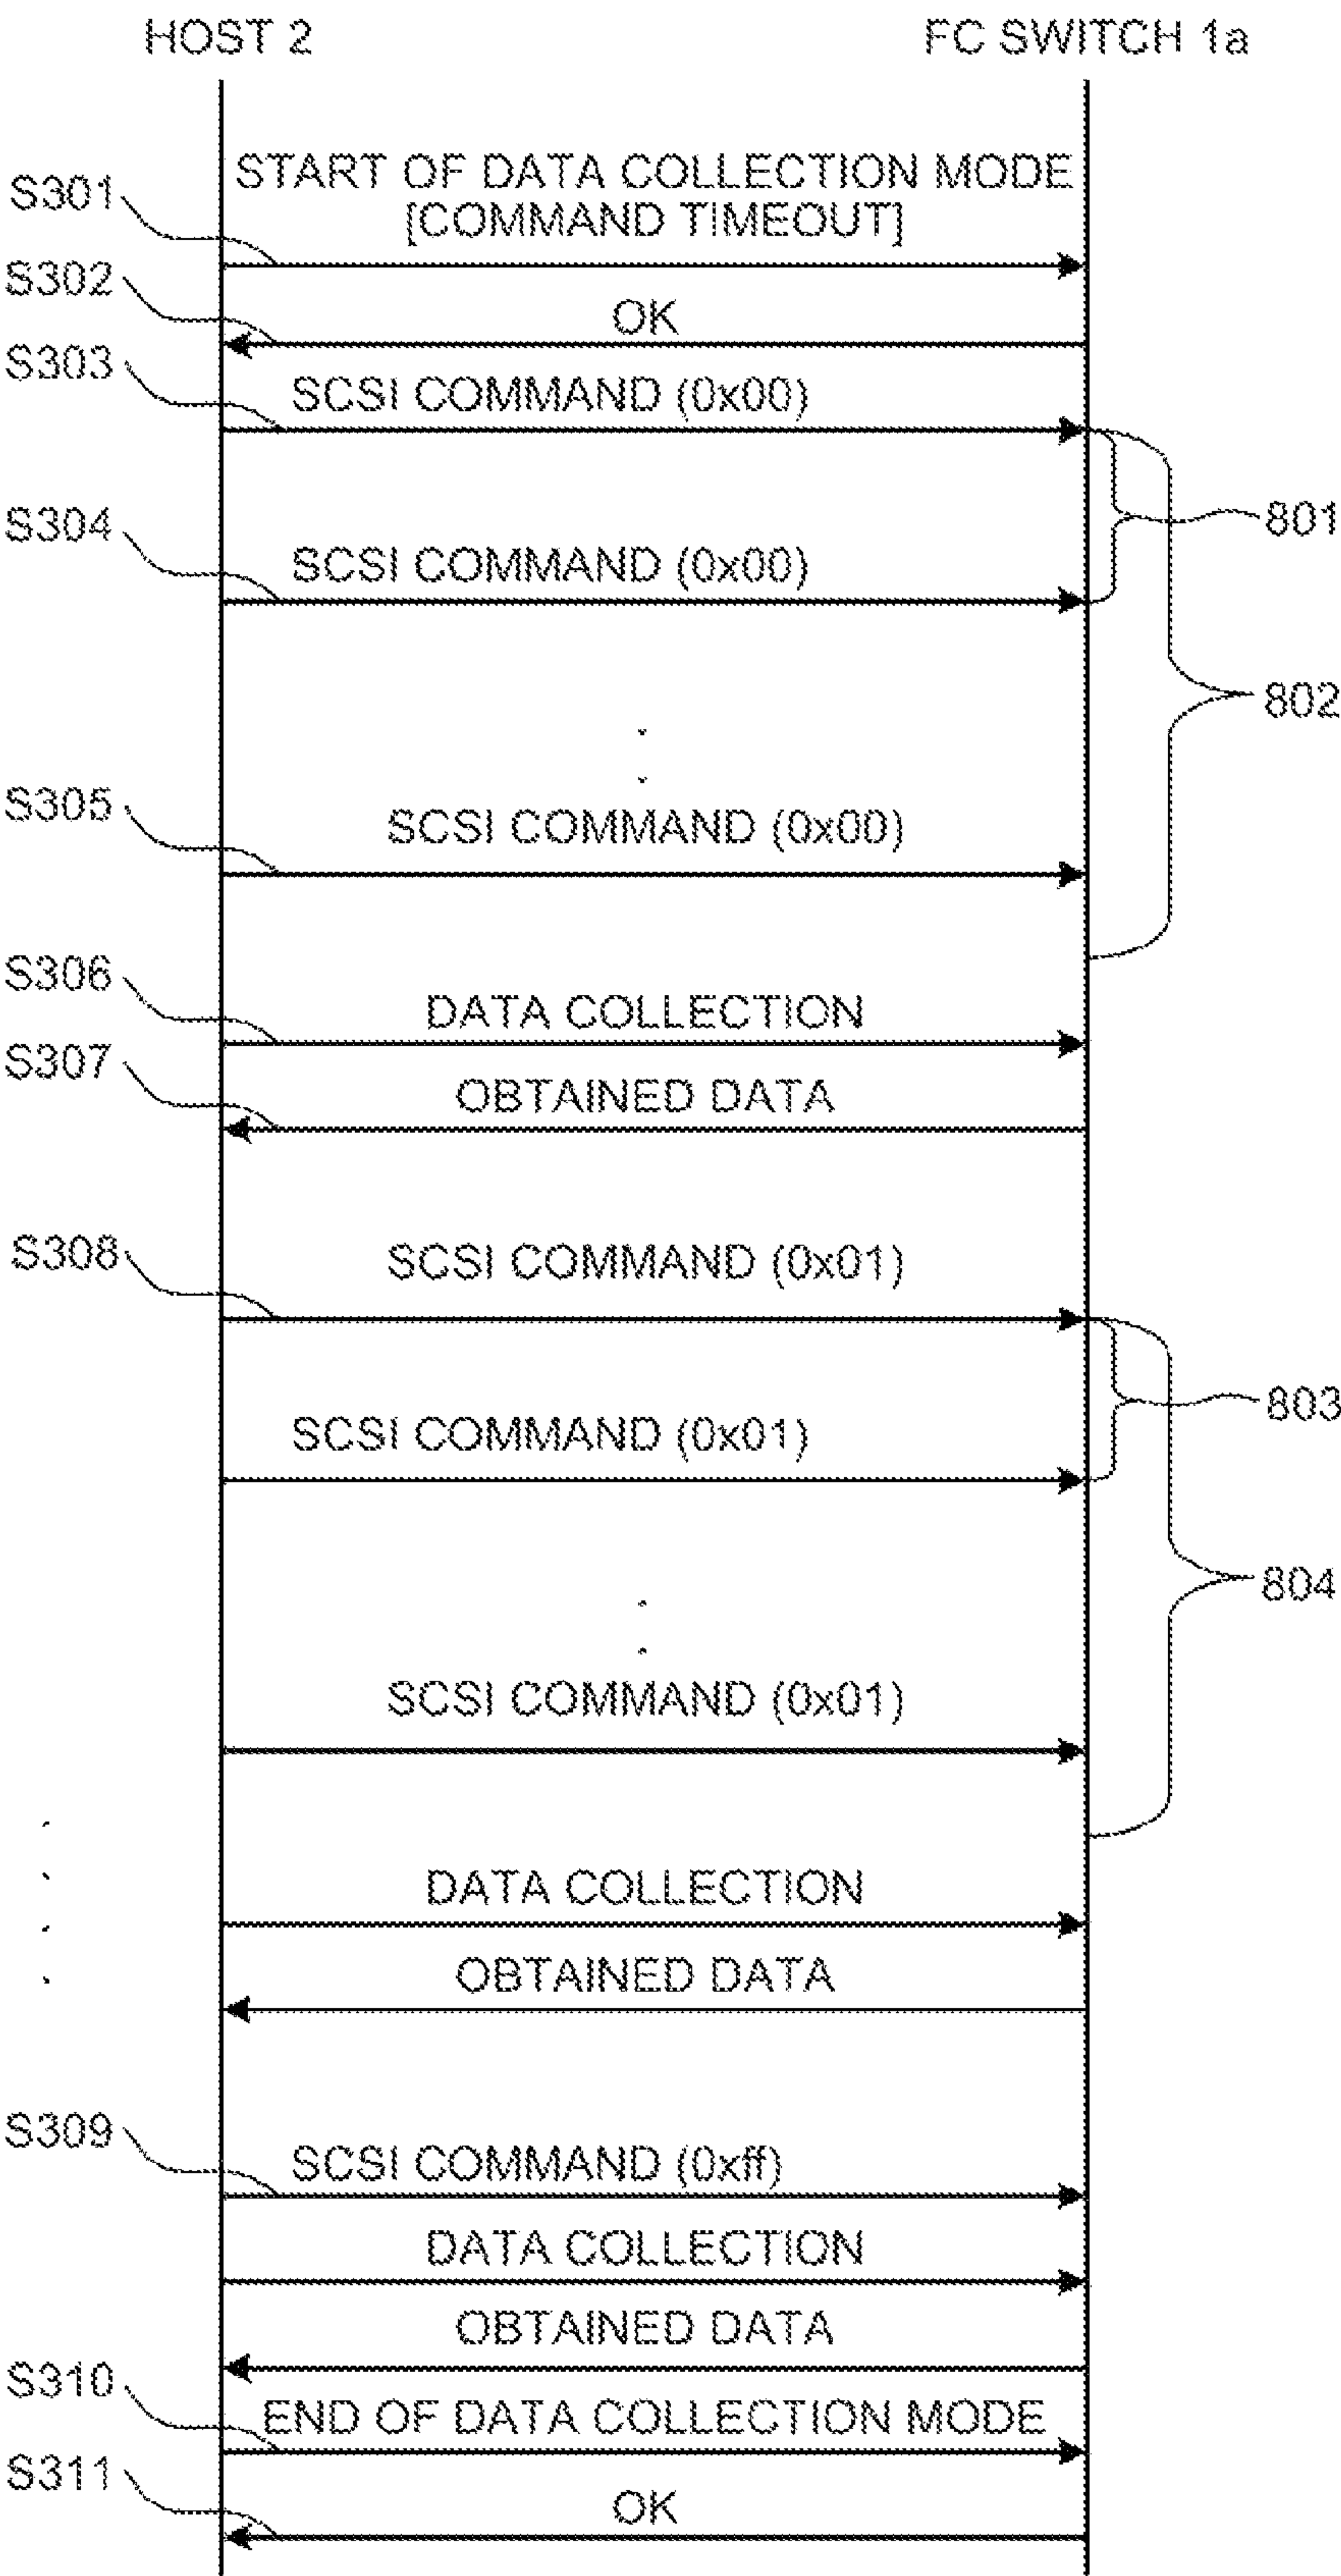 HOST 2
FC SWITCH 1a
START OF DATA COLLECTION MODE
S301
[COMMAND TIMEOUT]
S302
OK
S303
SCSI COMMAND (0x00)
801
S304
SCSI COMMAND (0x00)
802
S305
SCSI COMMAND (0x00)
S306
DATA COLLECTION
S307
OBTAINED DATA
S308
SCSI COMMAND (0x01)
803
SCSI COMMAND (0x01)
804
SCSI COMMAND (0x01)
DATA COLLECTION
OBTAINED DATA
S309
SCSI COMMAND (0xff)
DATA COLLECTION
OBTAINED DATA
S310
END OF DATA COLLECTION MODE
S311
OK